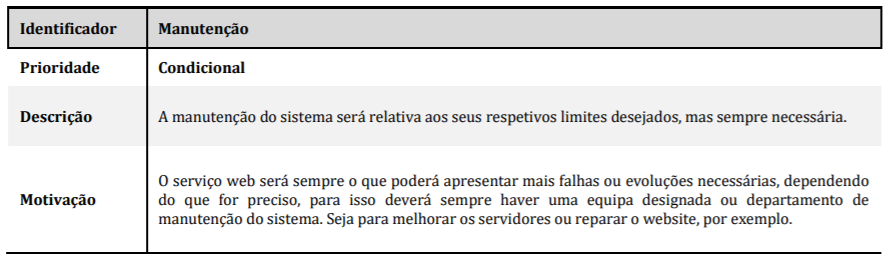 Identificador Manutenção
Prioridade Condicional
Descrição A manutenção do sistema será relativa aos seus respetivos limites desejados, mas sempre necessária.
Motivação
O serviço web será sempre o que poderá apresentar mais falhas ou evoluções necessárias, dependendo
do que for preciso, para isso deverá sempre haver uma equipa designada ou departamento de
manutenção do sistema. Seja para melhorar os servidores ou reparar o website, por exemplo.